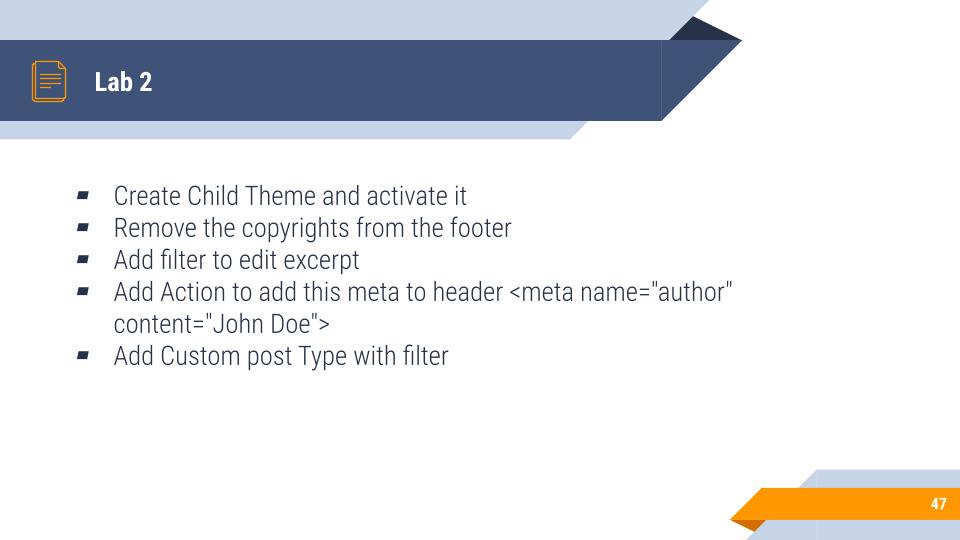 Lab 2
Create Child Theme and activate it
Remove the copyrights from the footer
Add filter to edit excerpt
Add Action to add this meta to header <meta name="author"
content="John Doe">
Add Custom post Type with filter
47